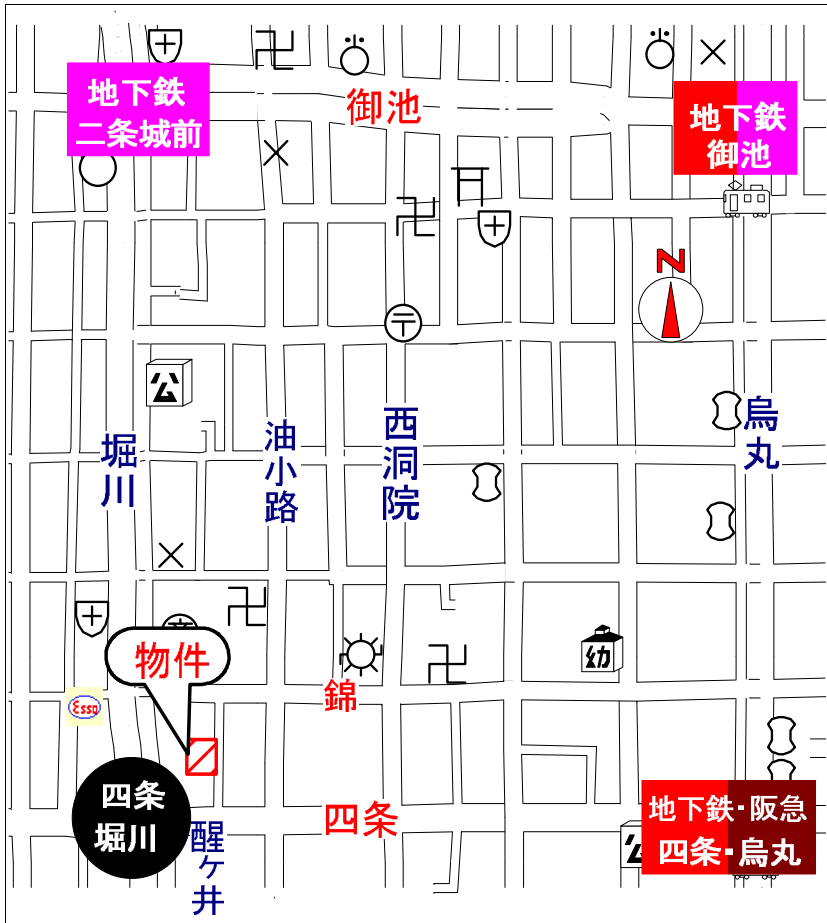 地下鉄
二条城前
御池
地下鉄
御池
N
〒
公
堀川
油小路
西洞院
烏丸
物件
幼
錦
Esso
四条
堀川
四条
醒ヶ井
地下鉄・阪急
四条・烏丸